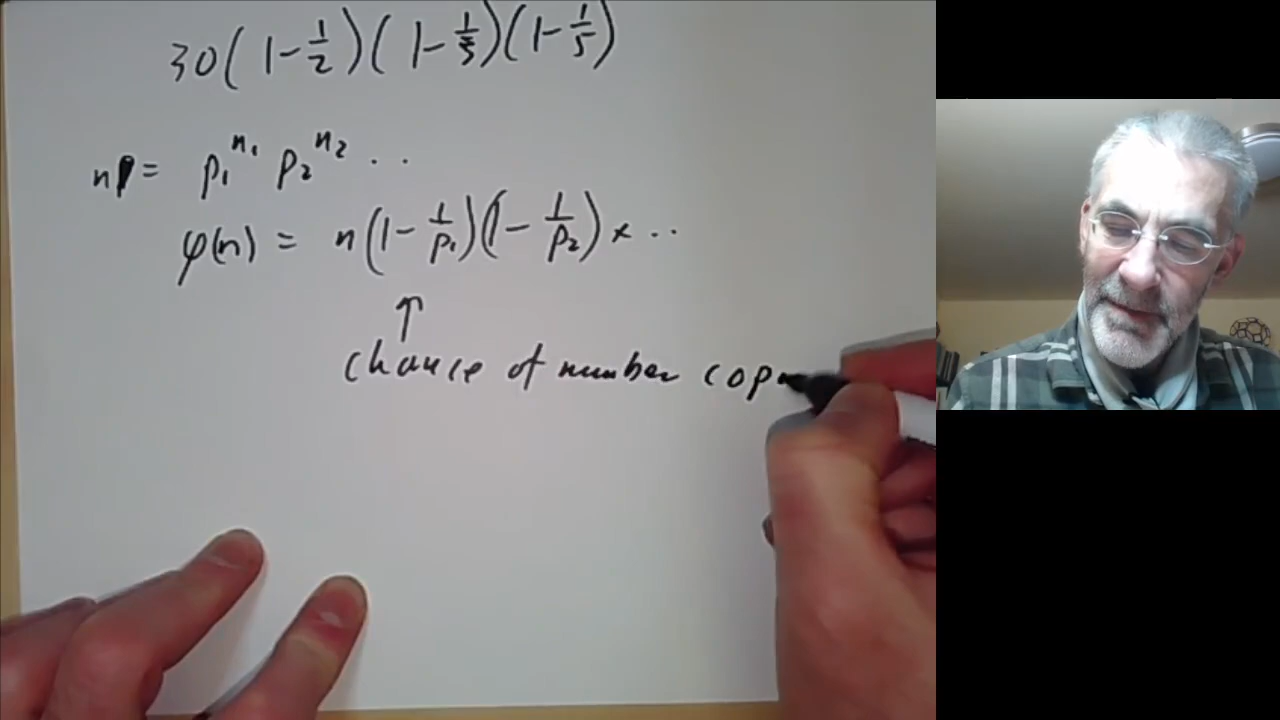 30(1-1/2)(1-1/3)(1-1/5)
n = p₁^n₁ p₂^n₂ ..
φ(n) = n(1-1/p₁)(1-1/p₂)× ..
↑
chance of number cop